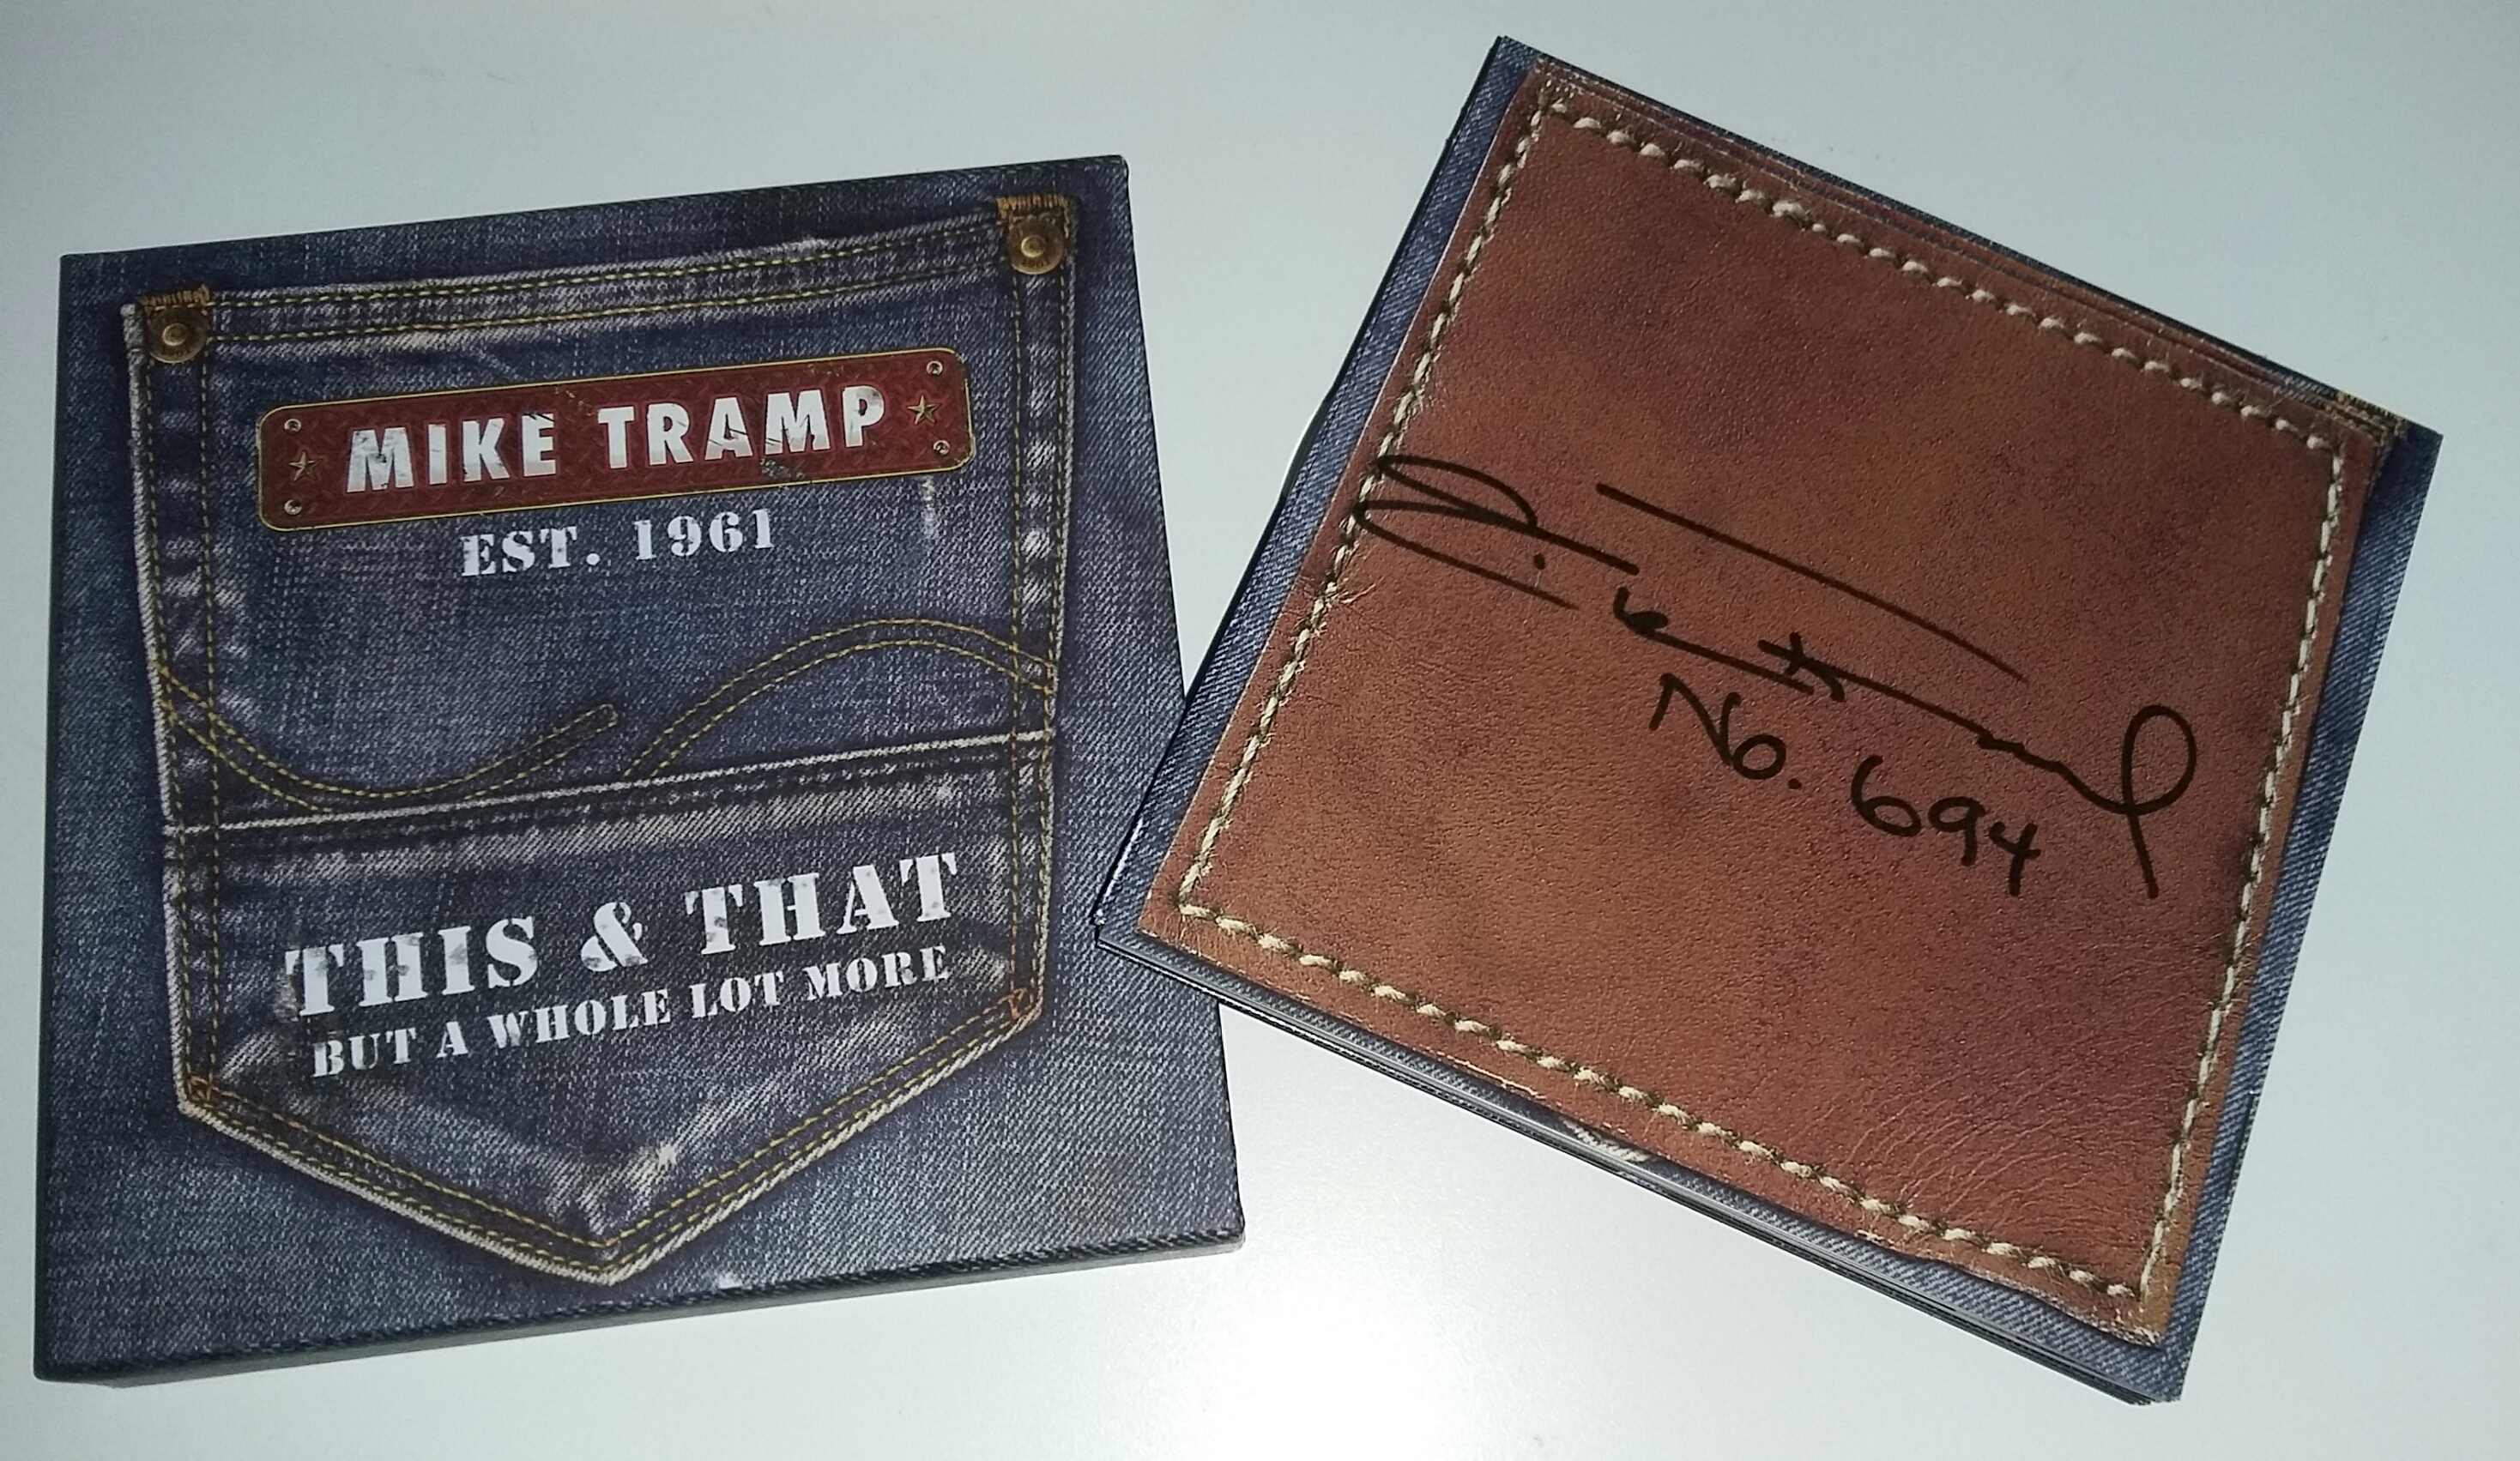 MIKE TRAMP
EST. 1961
THIS & THAT
BUT A WHOLE LOT MORE
No. 694